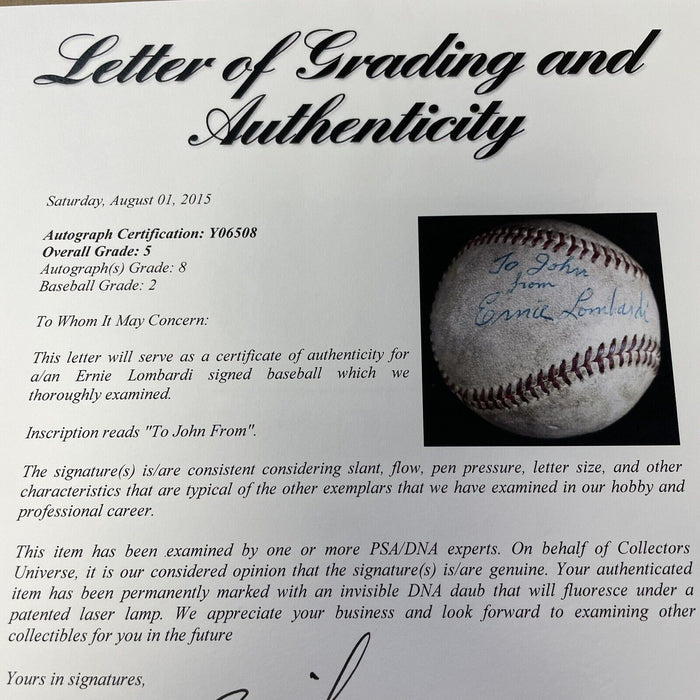 Letter of Grading and
Authenticity
Saturday, August 01, 2015
Autograph Certification: Y06508
Overall Grade: 5
Autograph(s) Grade: 8
Baseball Grade: 2
To John
from
Ernie Lombardi
To Whom It May Concern:
This letter will serve as a certificate of authenticity for
a/an Ernie Lombardi signed baseball which we
thoroughly examined.
Inscription reads "To John From".
The signature(s) is/are consistent considering slant, flow, pen pressure, letter size, and other
characteristics that are typical of the other exemplars that we have examined in our hobby and
professional career.
This item has been examined by one or more PSA/DNA experts. On behalf of Collectors
Universe, it is our considered opinion that the signature(s) is/are genuine. Your authenticated
item has been permanently marked with an invisible DNA daub that will fluoresce under a
patented laser lamp. We appreciate your business and look forward to examining other
collectibles for you in the future
Yours in signatures,